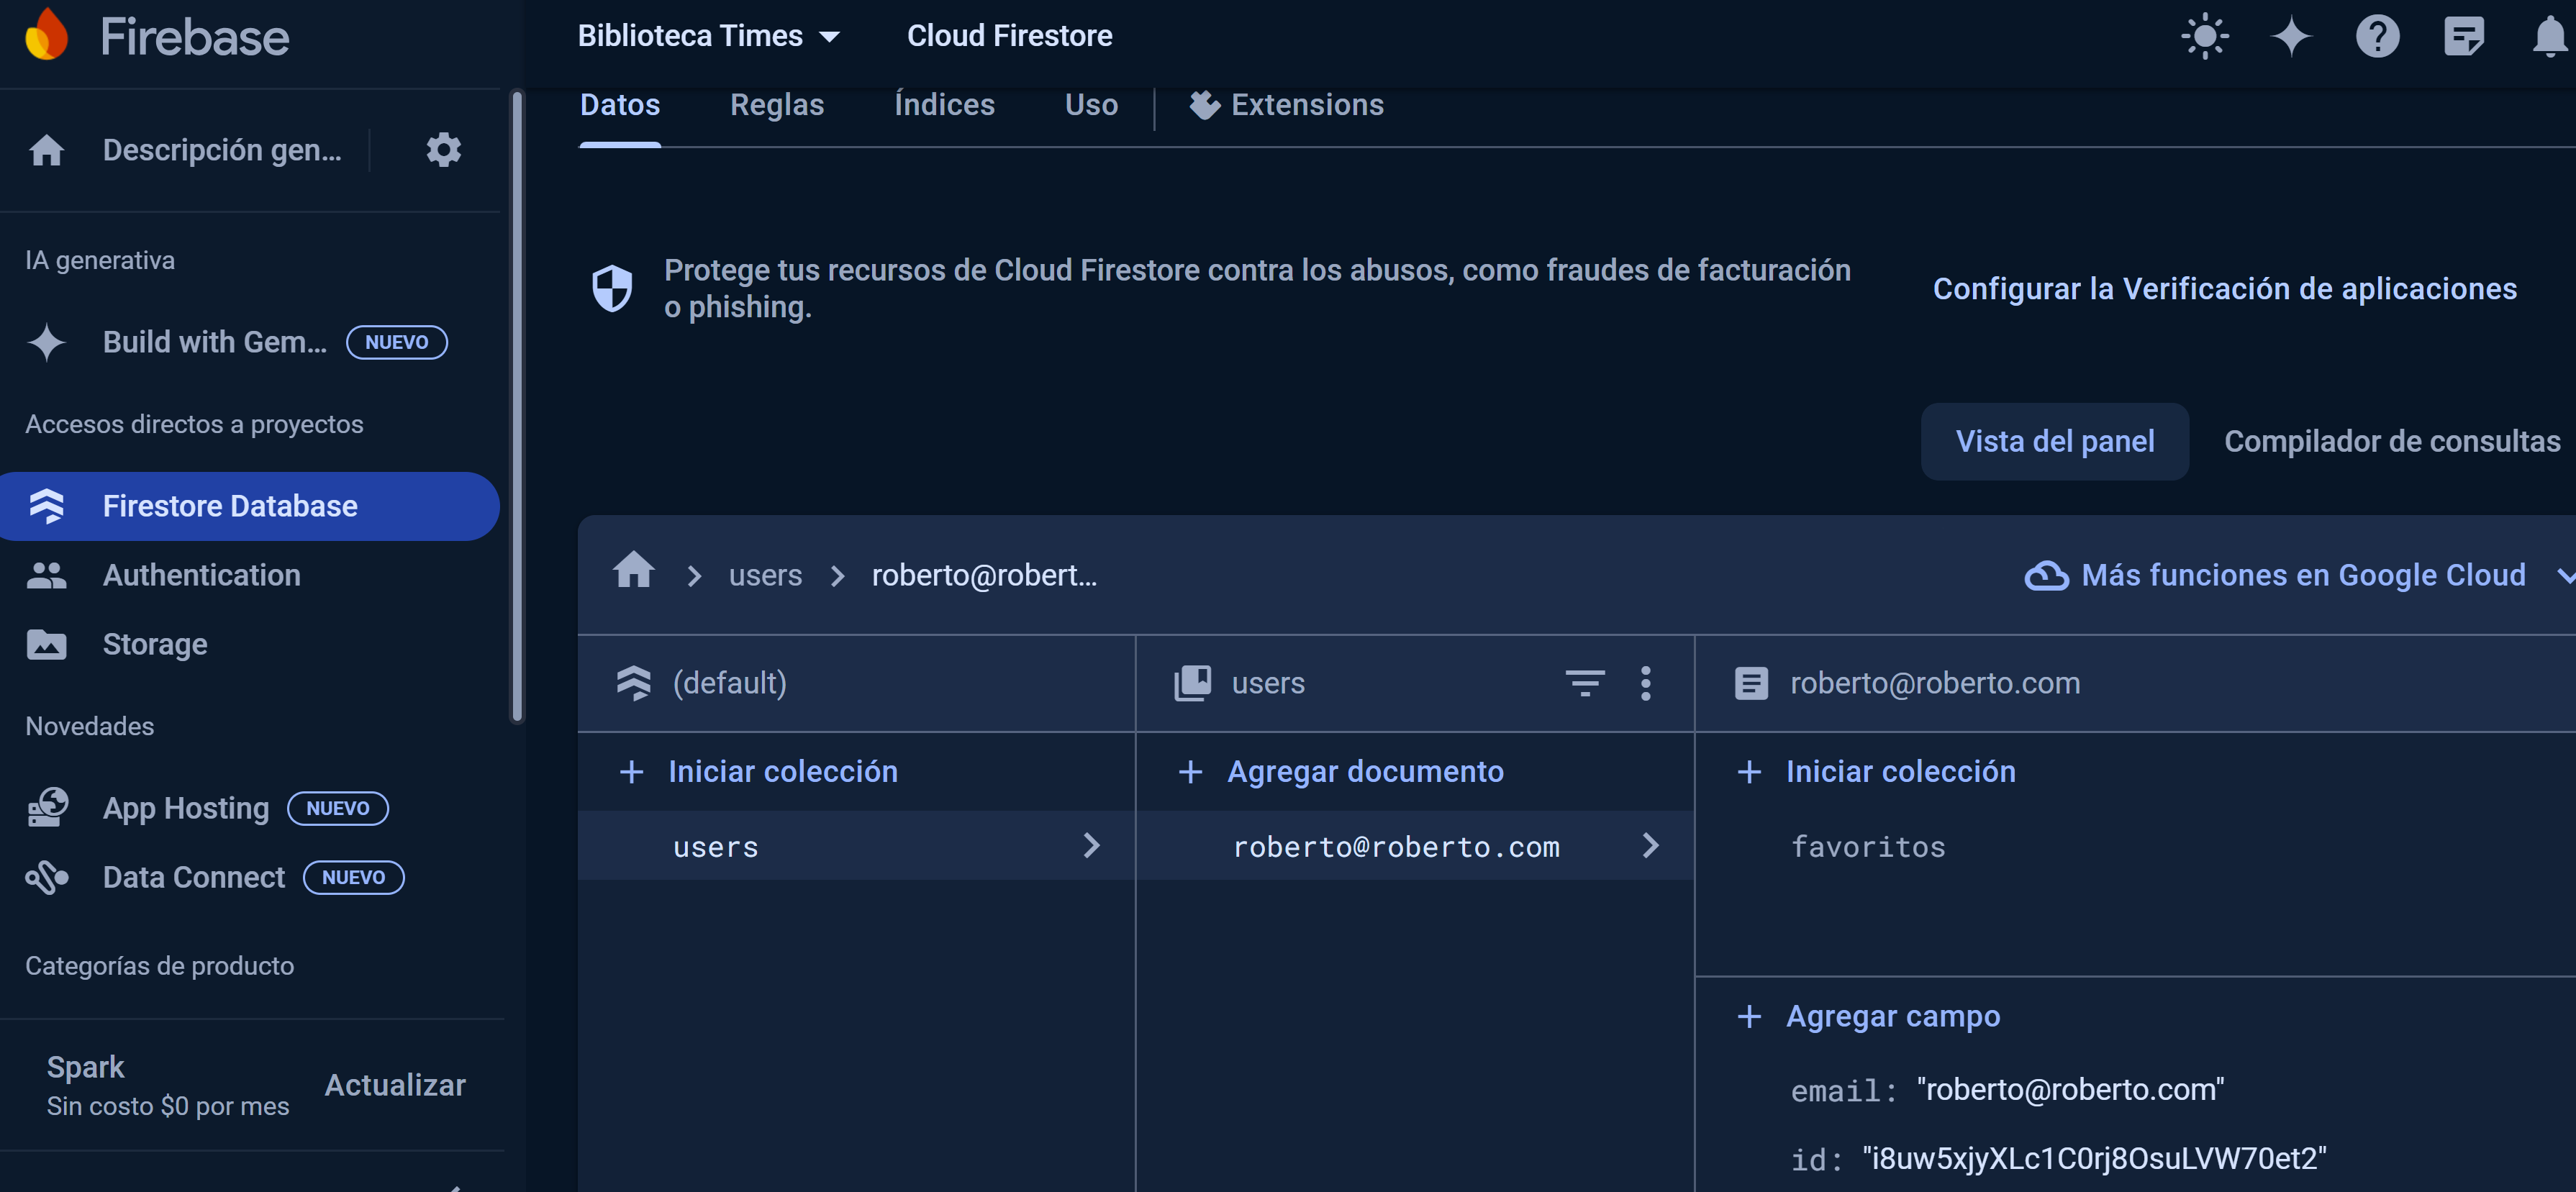 Firebase
Biblioteca Times
Cloud Firestore
Datos
Reglas
Índices
Uso
Extensions
Descripción gen...
IA generativa
Build with Gem...
NUEVO
Accesos directos a proyectos
Firestore Database
Authentication
Storage
Novedades
App Hosting
NUEVO
Data Connect
NUEVO
Categorías de producto
Spark
Sin costo $0 por mes
Actualizar
Protege tus recursos de Cloud Firestore contra los abusos, como fraudes de facturación
o phishing.
Configurar la Verificación de aplicaciones
Vista del panel
Compilador de consultas
users
roberto@robert...
Más funciones en Google Cloud
(default)
users
roberto@roberto.com
Iniciar colección
Agregar documento
Iniciar colección
users
roberto@roberto.com
favoritos
Agregar campo
email: "roberto@roberto.com"
id: "i8uw5xjyXLc1C0rj8OsuLVW70et2"